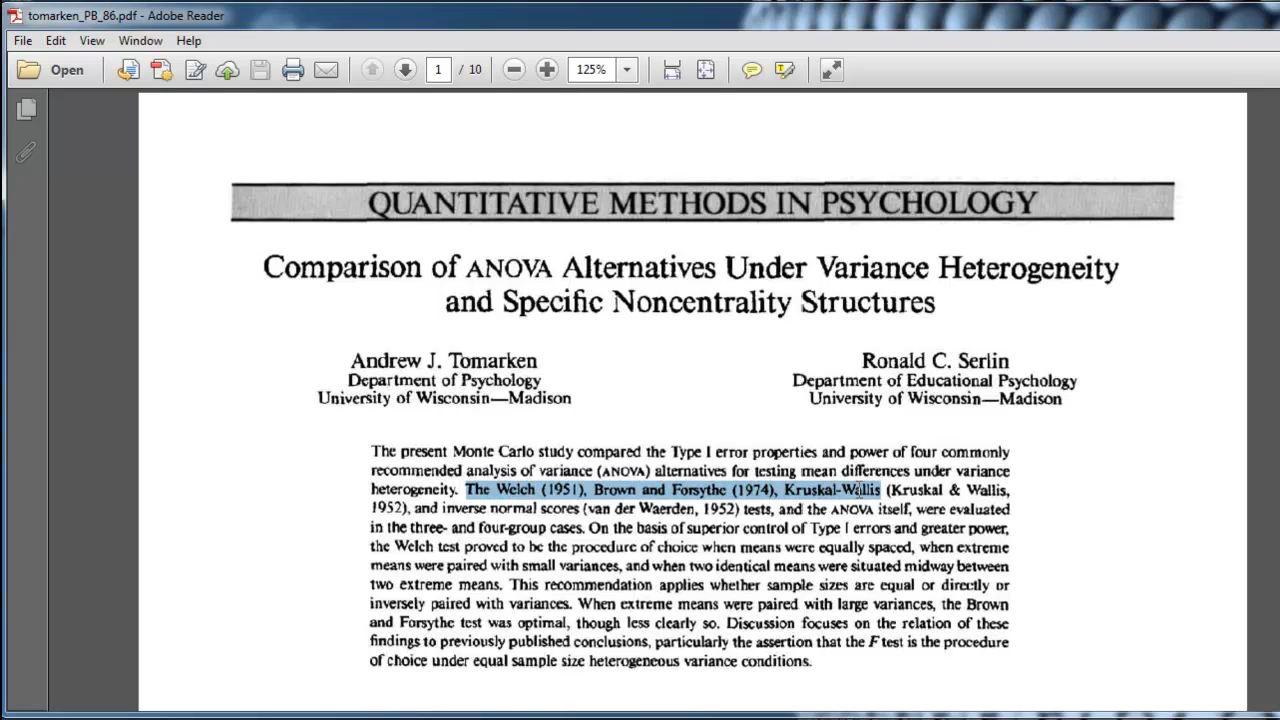 tomarken_PB_86.pdf - Adobe Reader
File Edit View Window Help
Open 1 / 10 125%
QUANTITATIVE METHODS IN PSYCHOLOGY
Comparison of ANOVA Alternatives Under Variance Heterogeneity
and Specific Noncentrality Structures
Andrew J. Tomarken
Department of Psychology
University of Wisconsin—Madison
Ronald C. Serlin
Department of Educational Psychology
University of Wisconsin—Madison
The present Monte Carlo study compared the Type I error properties and power of four commonly
recommended analysis of variance (ANOVA) alternatives for testing mean differences under variance
heterogeneity. The Welch (1951), Brown and Forsythe (1974), Kruskal-Wallis (Kruskal & Wallis,
1952), and inverse normal scores (van der Waerden, 1952) tests, and the ANOVA itself, were evaluated
in the three- and four-group cases. On the basis of superior control of Type I errors and greater power,
the Welch test proved to be the procedure of choice when means were equally spaced, when extreme
means were paired with small variances, and when two identical means were situated midway between
two extreme means. This recommendation applies whether sample sizes are equal or directly or
inversely paired with variances. When extreme means were paired with large variances, the Brown
and Forsythe test was optimal, though less clearly so. Discussion focuses on the relation of these
findings to previously published conclusions, particularly the assertion that the F test is the procedure
of choice under equal sample size heterogeneous variance conditions.